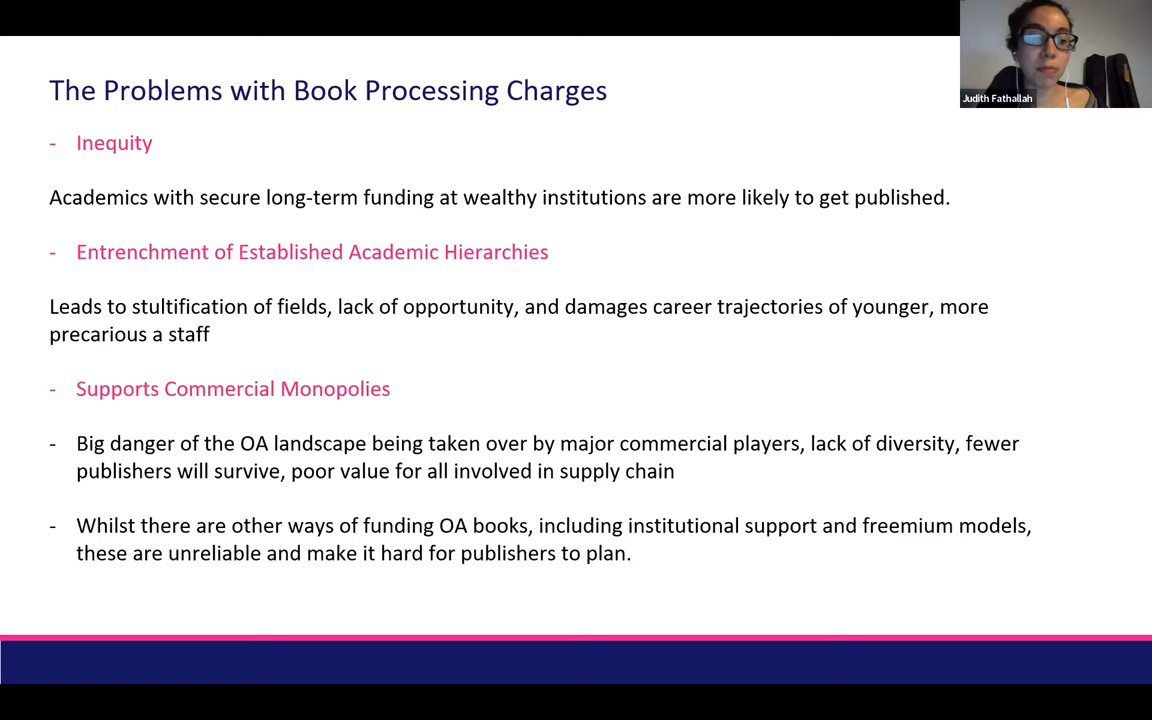 The Problems with Book Processing Charges
Judith Fathallah
- Inequity
Academics with secure long-term funding at wealthy institutions are more likely to get published.
- Entrenchment of Established Academic Hierarchies
Leads to stultification of fields, lack of opportunity, and damages career trajectories of younger, more
precarious a staff
- Supports Commercial Monopolies
- Big danger of the OA landscape being taken over by major commercial players, lack of diversity, fewer
publishers will survive, poor value for all involved in supply chain
- Whilst there are other ways of funding OA books, including institutional support and freemium models,
these are unreliable and make it hard for publishers to plan.